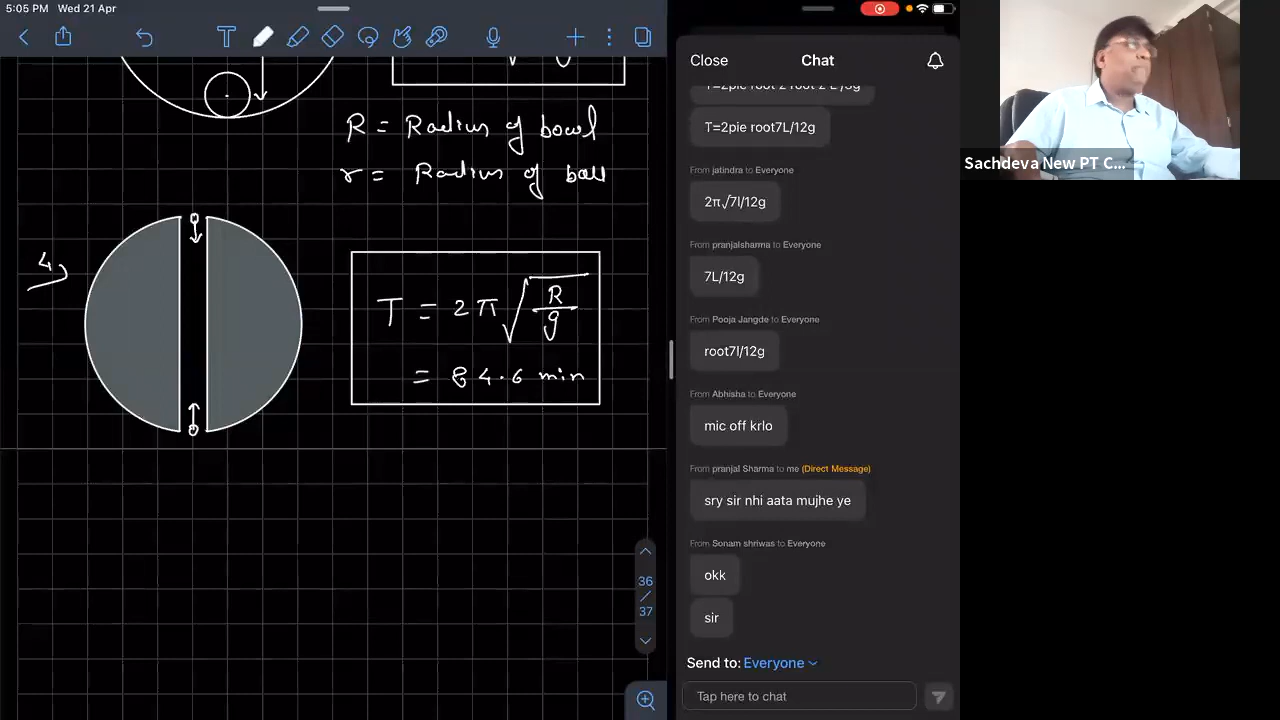 5:05 PM Wed 21 Apr
R = Radius of bowl
r = Radius of ball
4)
T = 2π √R/g
= 84.6 min
36
/
37
Close
Chat
T=2pie root7L/12g
From jatindra to Everyone
2π√7l/12g
From pranjalsharma to Everyone
7L/12g
From Pooja Jangde to Everyone
root7l/12g
From Abhisha to Everyone
mic off krlo
From pranjal Sharma to me (Direct Message)
sry sir nhi aata mujhe ye
From Sonam shriwas to Everyone
okk
sir
Send to: Everyone
Tap here to chat
Sachdeva New PT C...